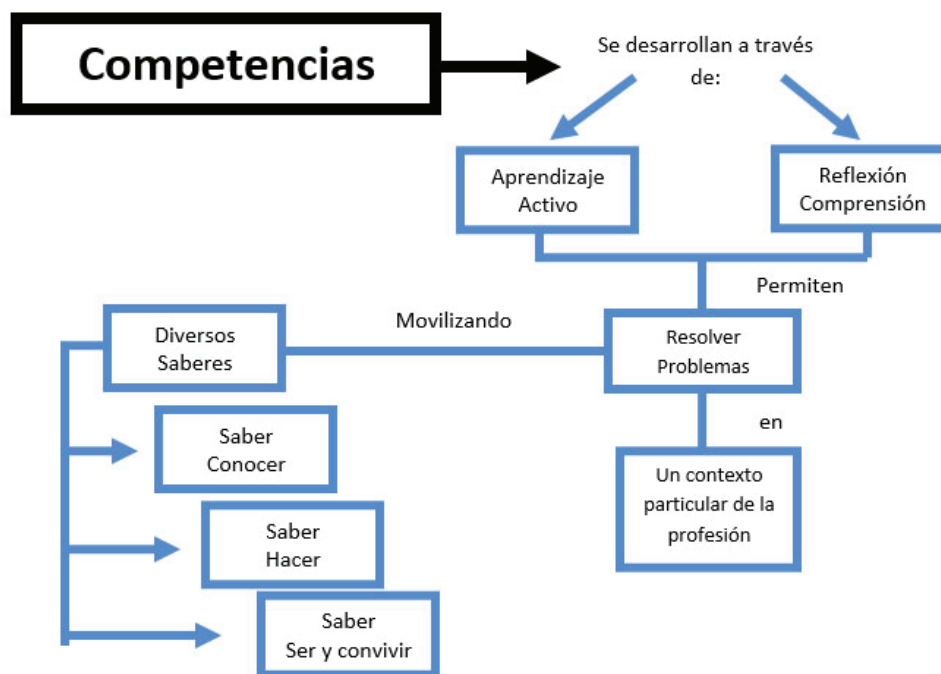 Competencias
Se desarrollan a través
de:
Aprendizaje
Activo
Reflexión
Comprensión
Permiten
Movilizando
Resolver
Problemas
Diversos
Saberes
en
Saber
Conocer
Un contexto
particular de la
profesión
Saber
Hacer
Saber
Ser y convivir